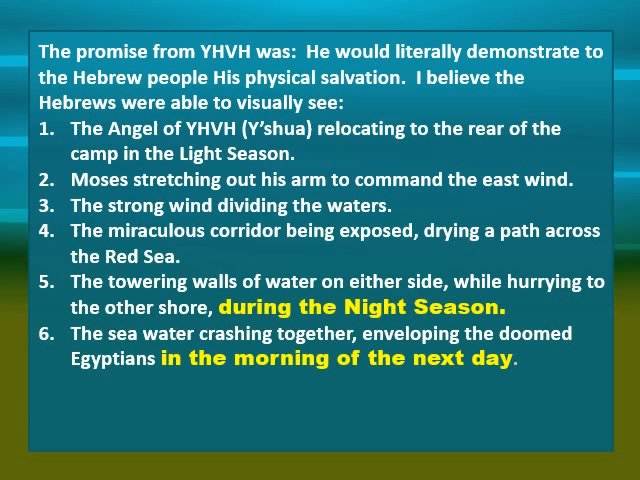 The promise from YHVH was:  He would literally demonstrate to
the Hebrew people His physical salvation.  I believe the
Hebrews were able to visually see:
1. The Angel of YHVH (Y’shua) relocating to the rear of the
camp in the Light Season.
2. Moses stretching out his arm to command the east wind.
3. The strong wind dividing the waters.
4. The miraculous corridor being exposed, drying a path across
the Red Sea.
5. The towering walls of water on either side, while hurrying to
the other shore, during the Night Season.
6. The sea water crashing together, enveloping the doomed
Egyptians in the morning of the next day.